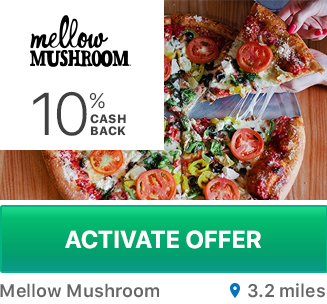 mellow
MUSHROOM
10%
CASH
BACK
ACTIVATE OFFER
Mellow Mushroom
3.2 miles